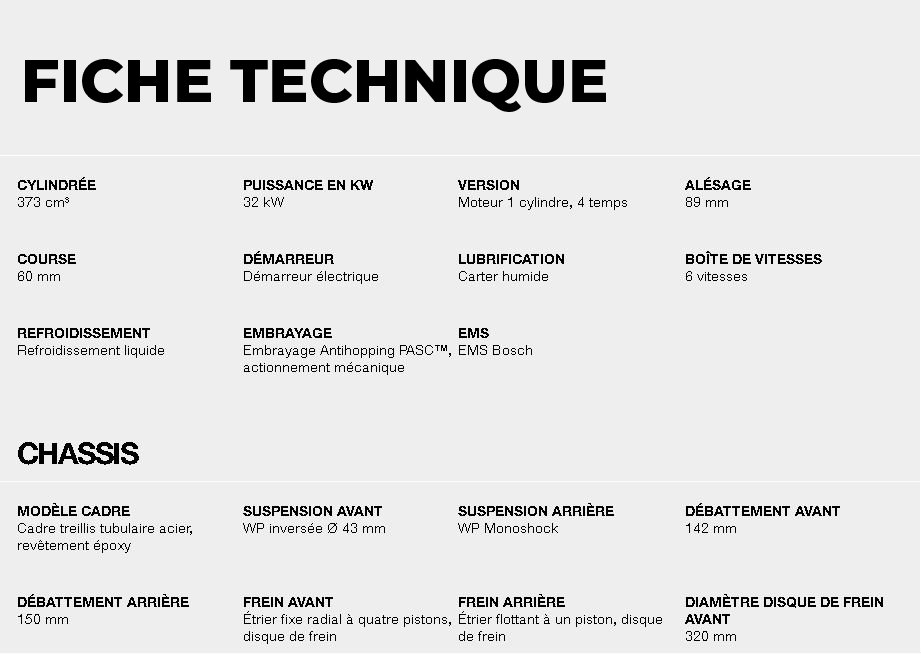 FICHE TECHNIQUE
CYLINDRÉE
373 cm³
PUISSANCE EN KW
32 kW
VERSION
Moteur 1 cylindre, 4 temps
ALÉSAGE
89 mm
COURSE
60 mm
DÉMARREUR
Démarreur électrique
LUBRIFICATION
Carter humide
BOÎTE DE VITESSES
6 vitesses
REFROIDISSEMENT
Refroidissement liquide
EMBRAYAGE
Embrayage Antihopping PASC™,
actionnement mécanique
EMS
EMS Bosch
CHASSIS
MODÈLE CADRE
Cadre treillis tubulaire acier,
revêtement époxy
SUSPENSION AVANT
WP inversée Ø 43 mm
SUSPENSION ARRIÈRE
WP Monoshock
DÉBATTEMENT AVANT
142 mm
DÉBATTEMENT ARRIÈRE
150 mm
FREIN AVANT
Étrier fixe radial à quatre pistons,
disque de frein
FREIN ARRIÈRE
Étrier flottant à un piston, disque
de frein
DIAMÈTRE DISQUE DE FREIN
AVANT
320 mm